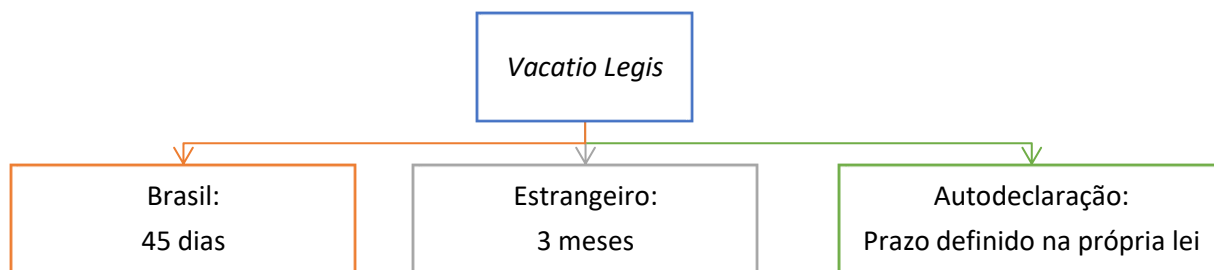 Vacatio Legis
Brasil:
45 dias
Estrangeiro:
3 meses
Autodeclaração:
Prazo definido na própria lei